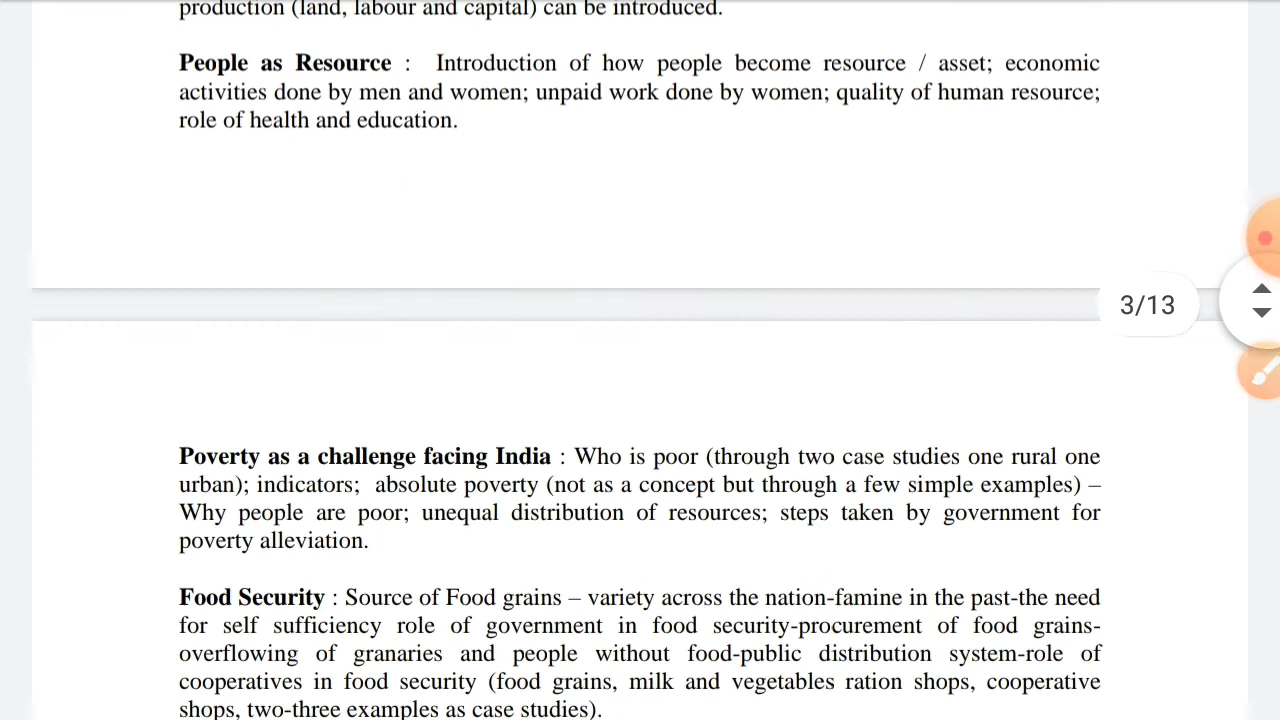 production (land, labour and capital) can be introduced.
People as Resource : Introduction of how people become resource / asset; economic
activities done by men and women; unpaid work done by women; quality of human resource;
role of health and education.
3/13
Poverty as a challenge facing India : Who is poor (through two case studies one rural one
urban); indicators; absolute poverty (not as a concept but through a few simple examples) –
Why people are poor; unequal distribution of resources; steps taken by government for
poverty alleviation.
Food Security : Source of Food grains – variety across the nation-famine in the past-the need
for self sufficiency role of government in food security-procurement of food grains-
overflowing of granaries and people without food-public distribution system-role of
cooperatives in food security (food grains, milk and vegetables ration shops, cooperative
shops, two-three examples as case studies).